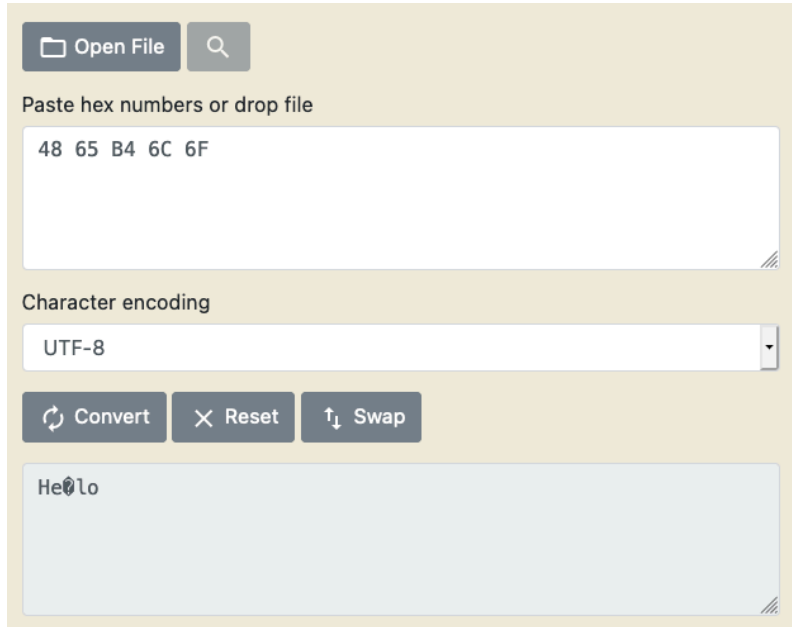 Open File
Paste hex numbers or drop file
48 65 B4 6C 6F
Character encoding
UTF-8
Convert Reset Swap
He�lo